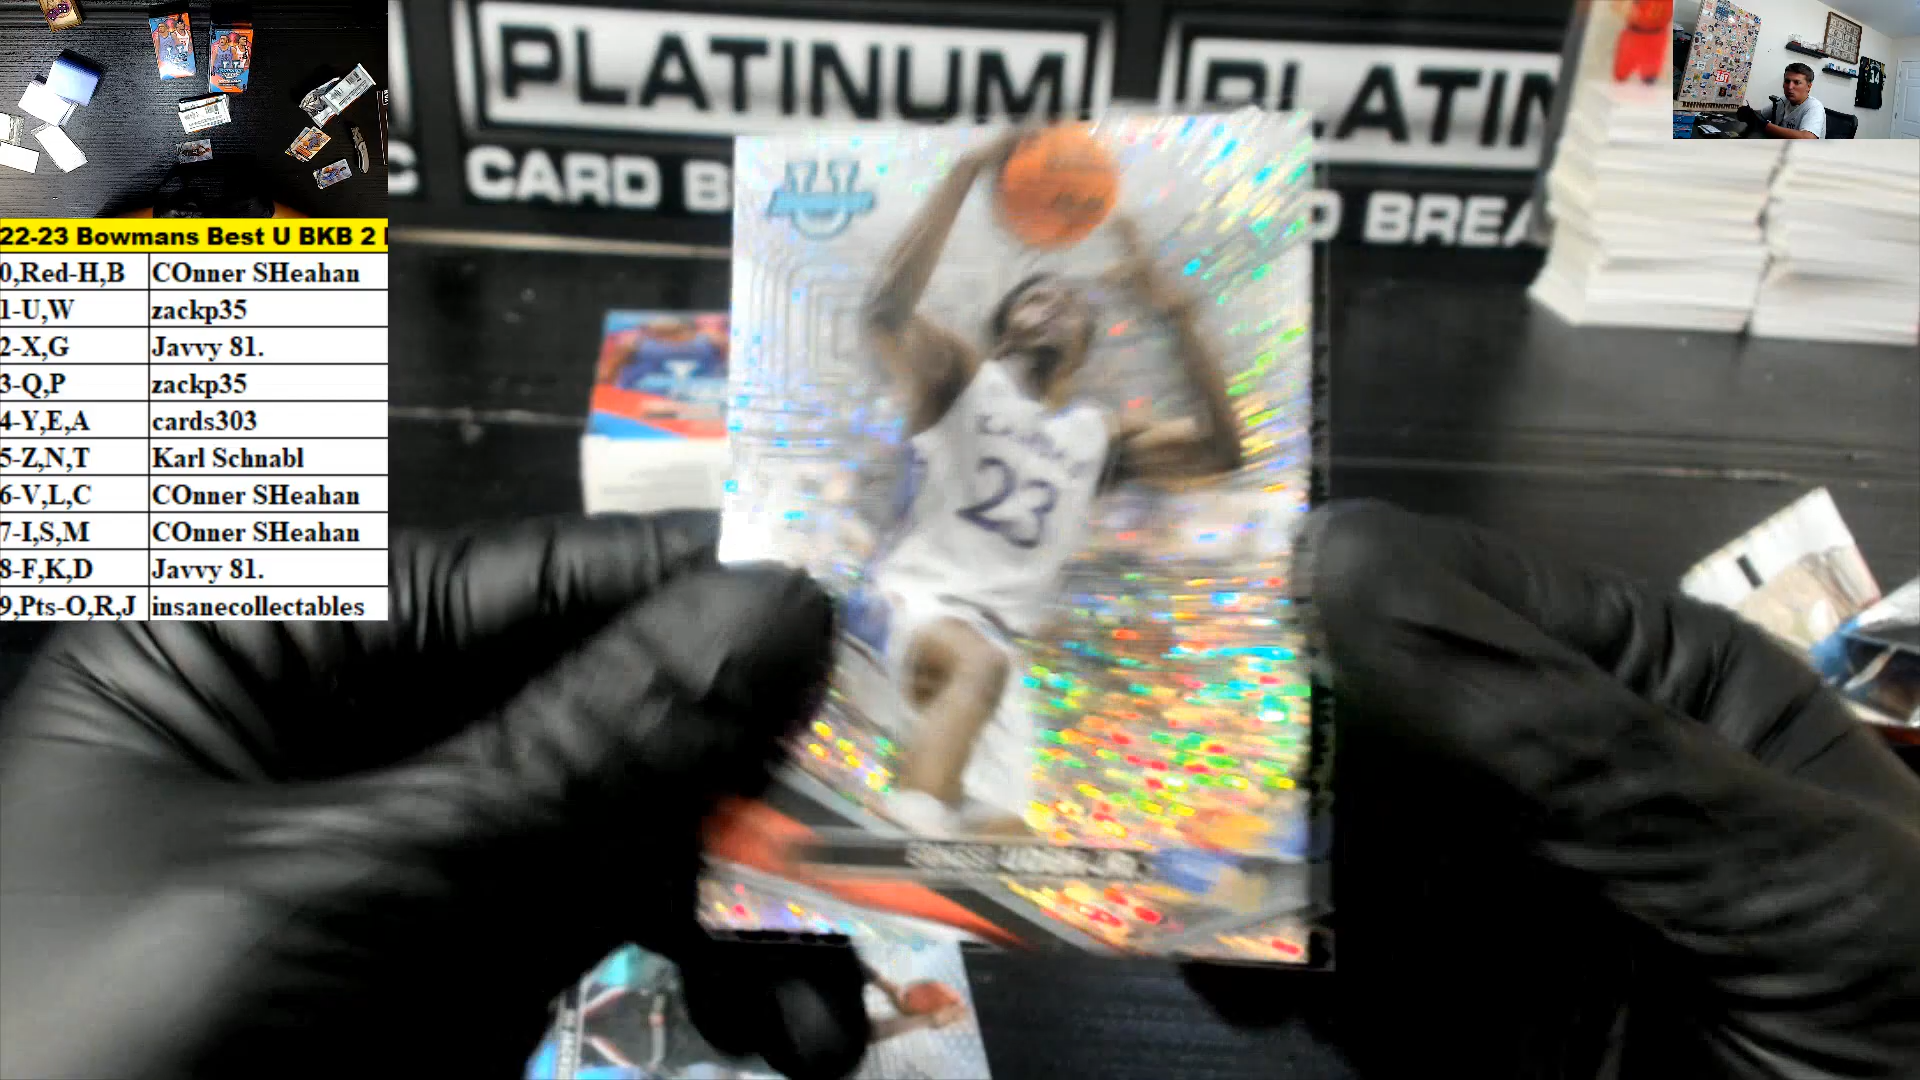 PLATINUM
PLATIN
CARD B
D BREA
C
22-23 Bowmans Best U BKB 2
0,Red-H,B COnner SHeahan
1-U,W zackp35
2-X,G Javvy 81.
3-Q,P zackp35
4-Y,E,A cards303
5-Z,N,T Karl Schnabl
6-V,L,C COnner SHeahan
7-I,S,M COnner SHeahan
8-F,K,D Javvy 81.
9,Pts-O,R,J insanecollectables
U
23